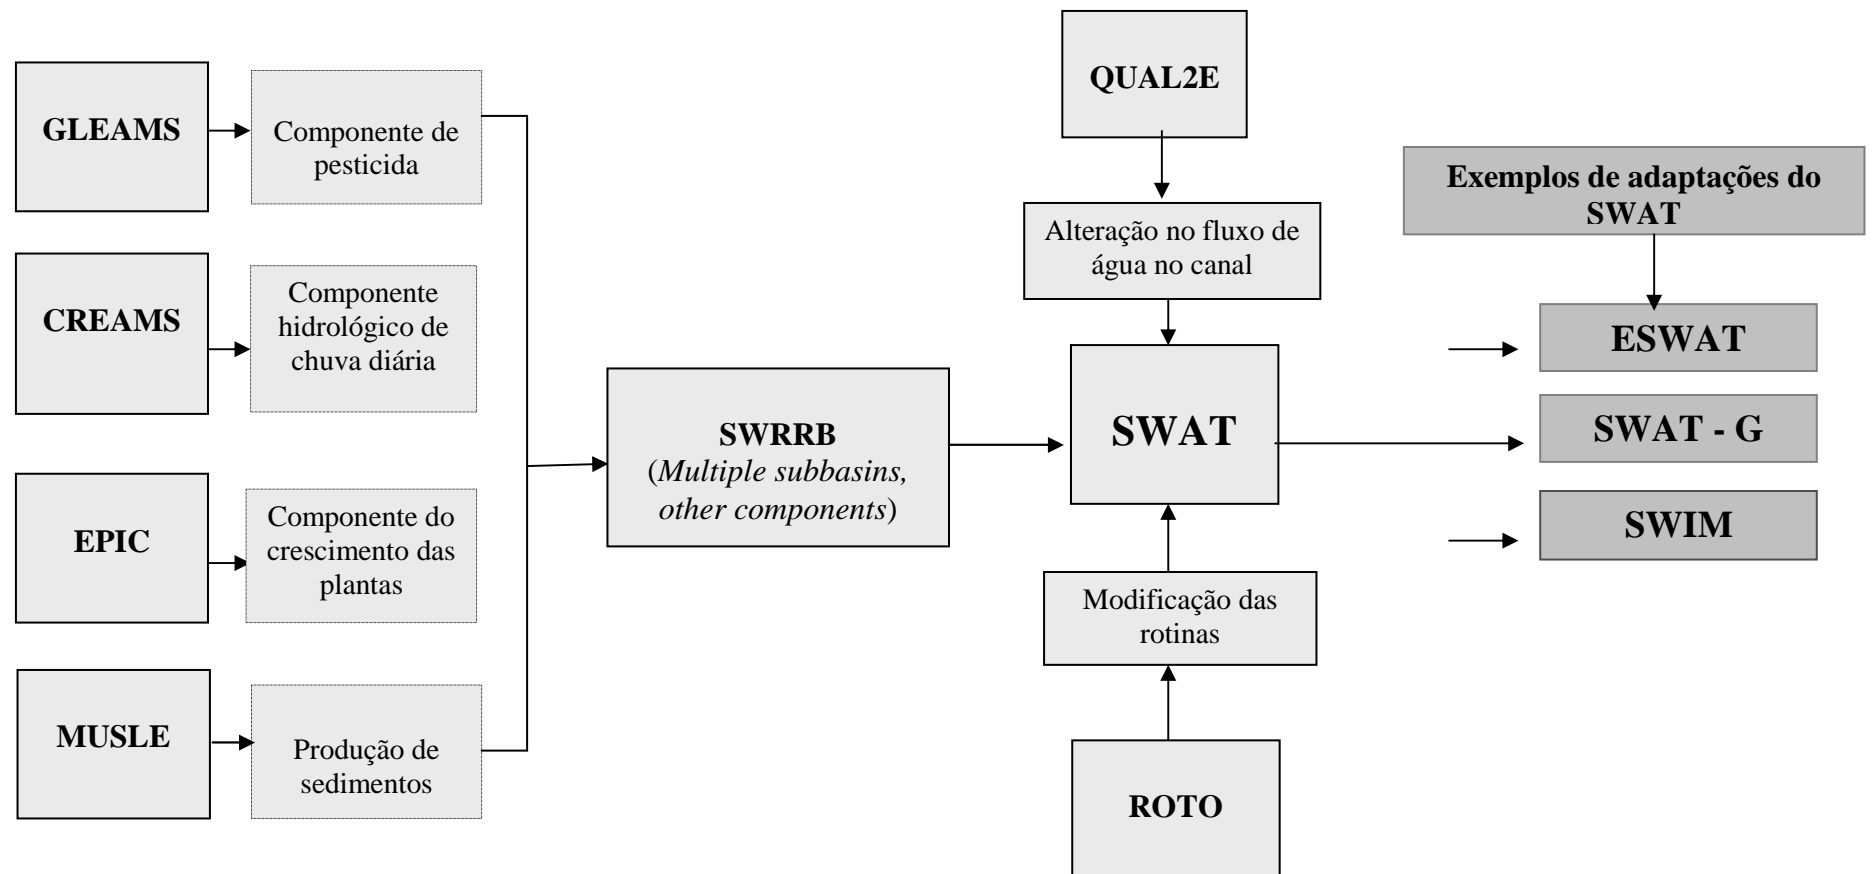 GLEAMS
Componente de
pesticida
CREAMS
Componente
hidrológico de
chuva diária
EPIC
Componente do
crescimento das
plantas
MUSLE
Produção de
sedimentos
SWRRB
(Multiple subbasins,
other components)
QUAL2E
Alteração no fluxo de
água no canal
SWAT
Modificação das
rotinas
ROTO
Exemplos de adaptações do
SWAT
ESWAT
SWAT - G
SWIM